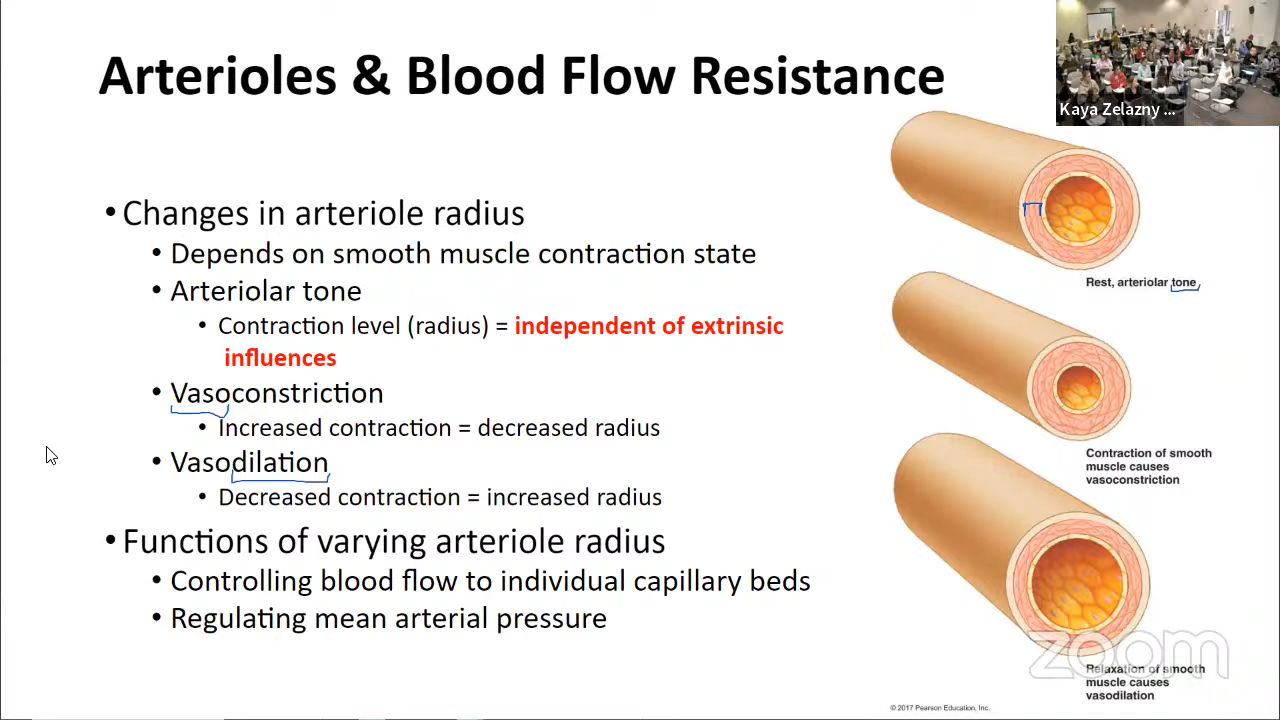 Arterioles & Blood Flow Resistance
Kaya Zelazny ...
• Changes in arteriole radius
• Depends on smooth muscle contraction state
• Arteriolar tone
• Contraction level (radius) = independent of extrinsic
influences
• Vasoconstriction
• Increased contraction = decreased radius
• Vasodilation
• Decreased contraction = increased radius
• Functions of varying arteriole radius
• Controlling blood flow to individual capillary beds
• Regulating mean arterial pressure
Rest, arteriolar tone
Contraction of smooth
muscle causes
vasoconstriction
zoom
Relaxation of smooth
muscle causes
vasodilation
© 2017 Pearson Education, Inc.